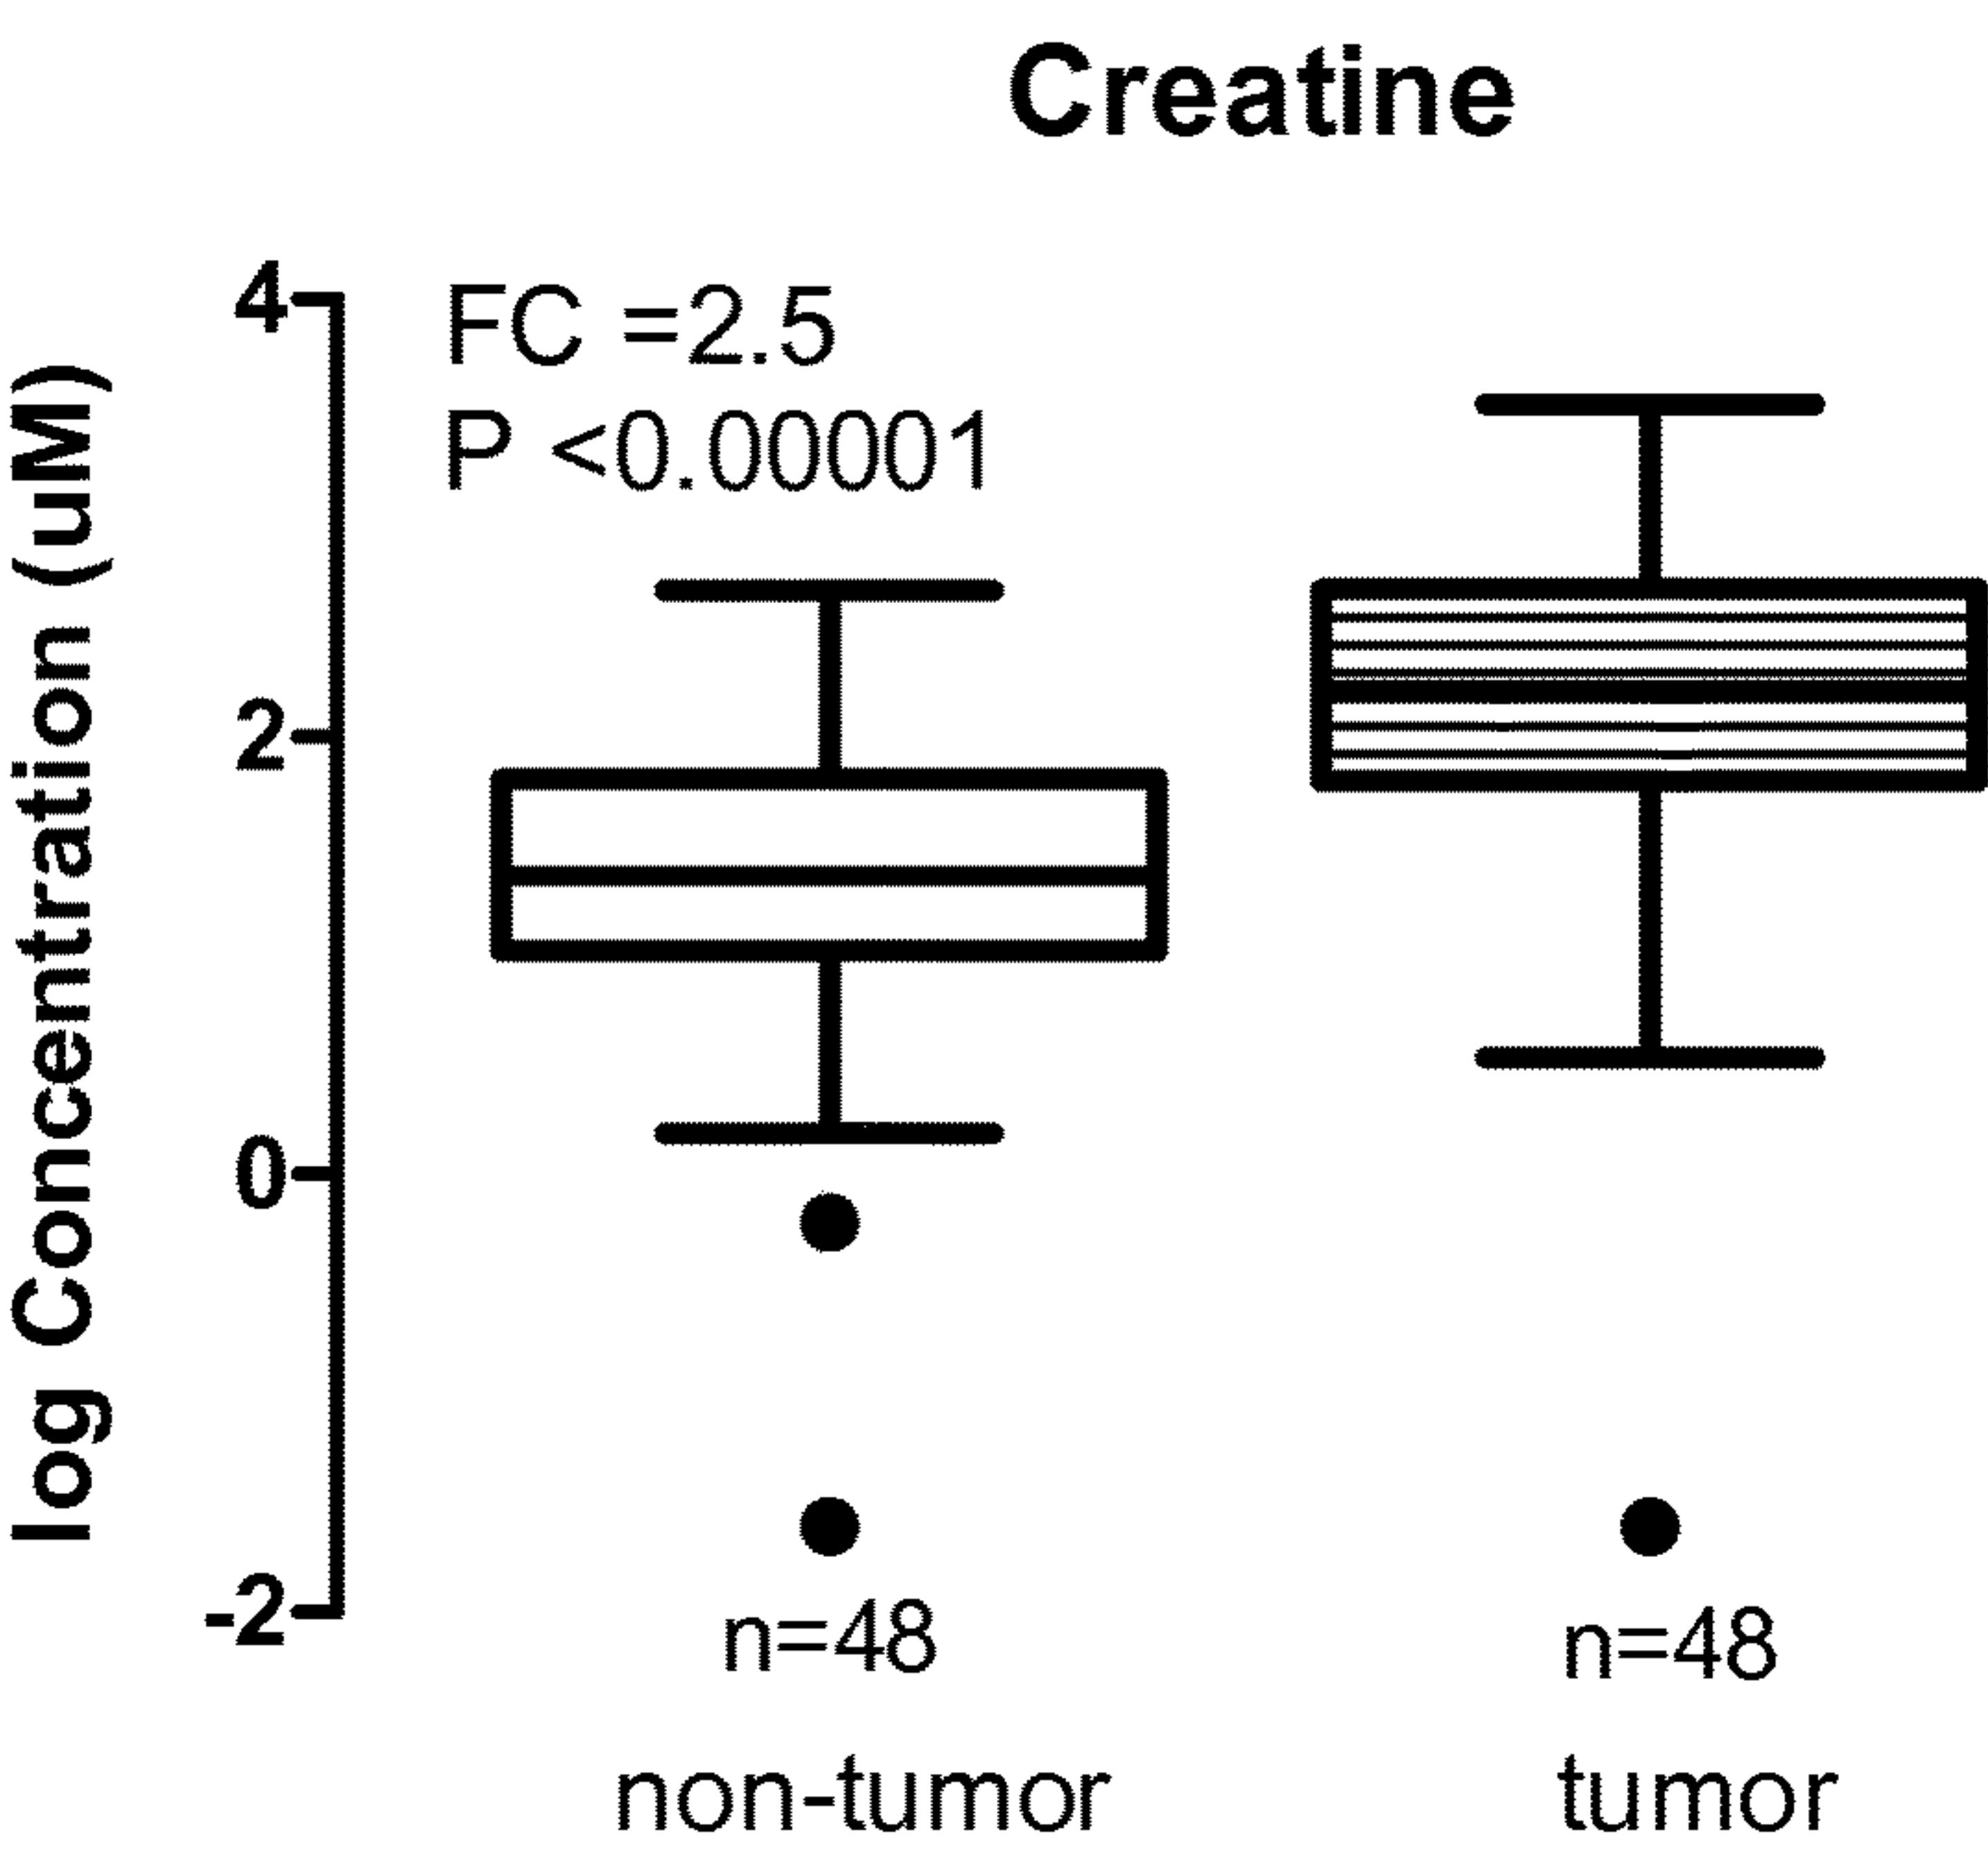 Creatine
log Concentration (uM)
4
2
0
-2
FC =2.5
P <0.00001
n=48
n=48
non-tumor
tumor